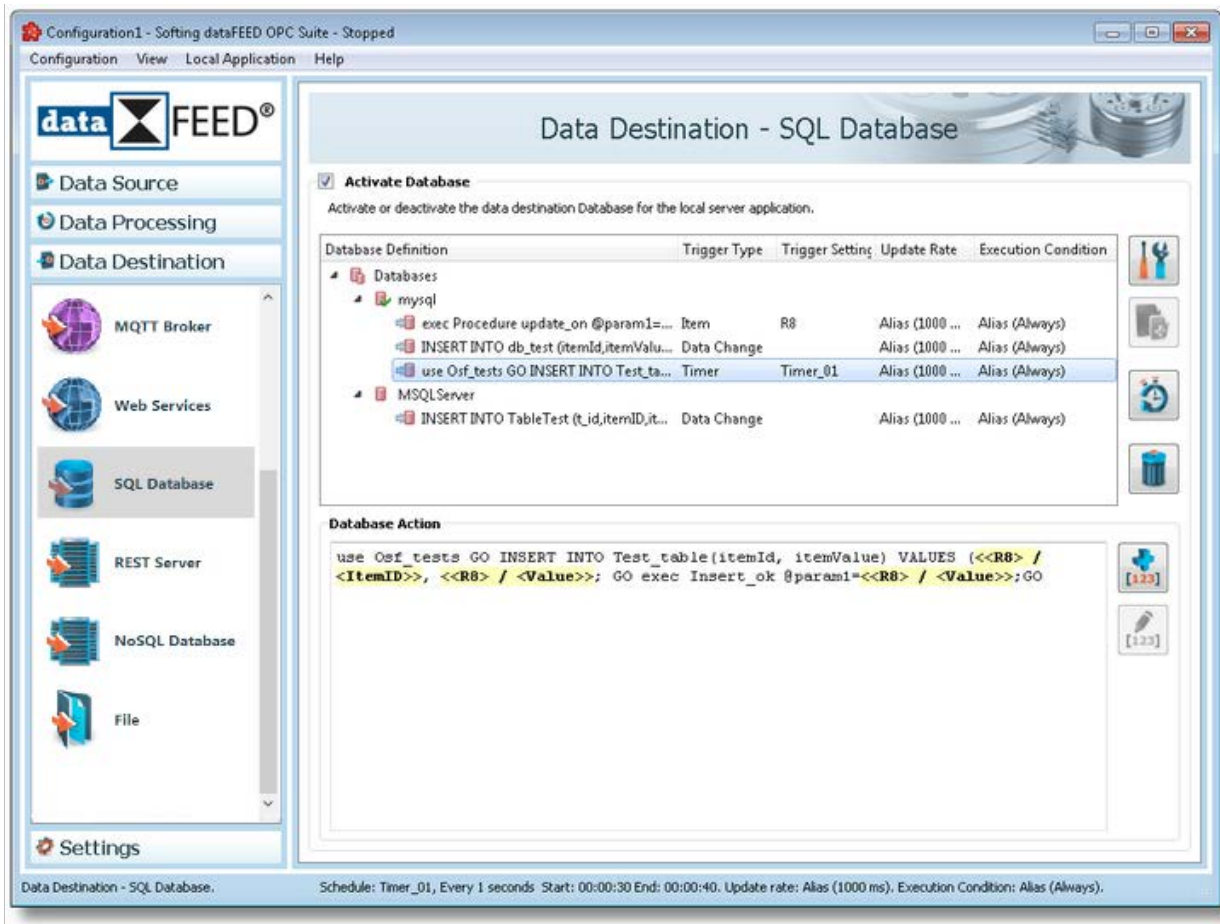 Configuration1 - Softing dataFEED OPC Suite - Stopped
Configuration View Local Application Help
data FEED®
Data Source
Data Processing
Data Destination
MQTT Broker
Web Services
SQL Database
REST Server
NoSQL Database
File
Settings
Data Destination - SQL Database
Activate Database
Activate or deactivate the data destination Database for the local server application.
Database Definition Trigger Type Trigger Setting Update Rate Execution Condition
Databases
mysql
exec Procedure update_on @param1=... Item R8 Alias (1000 ... Alias (Always)
INSERT INTO db_test (itemId,itemValu... Data Change Alias (1000 ... Alias (Always)
use Osf_tests GO INSERT INTO Test_ta... Timer Timer_01 Alias (1000 ... Alias (Always)
MSQLServer
INSERT INTO TableTest (t_id,itemID,it... Data Change Alias (1000 ... Alias (Always)
Database Action
use Osf_tests GO INSERT INTO Test_table(itemId, itemValue) VALUES (<<R8> /
<ItemID>>, <<R8> / <Value>>; GO exec Insert_ok @param1=<<R8> / <Value>>;GO
[123]
[123]
Data Destination - SQL Database. Schedule: Timer_01, Every 1 seconds Start: 00:00:30 End: 00:00:40. Update rate: Alias (1000 ms). Execution Condition: Alias (Always).